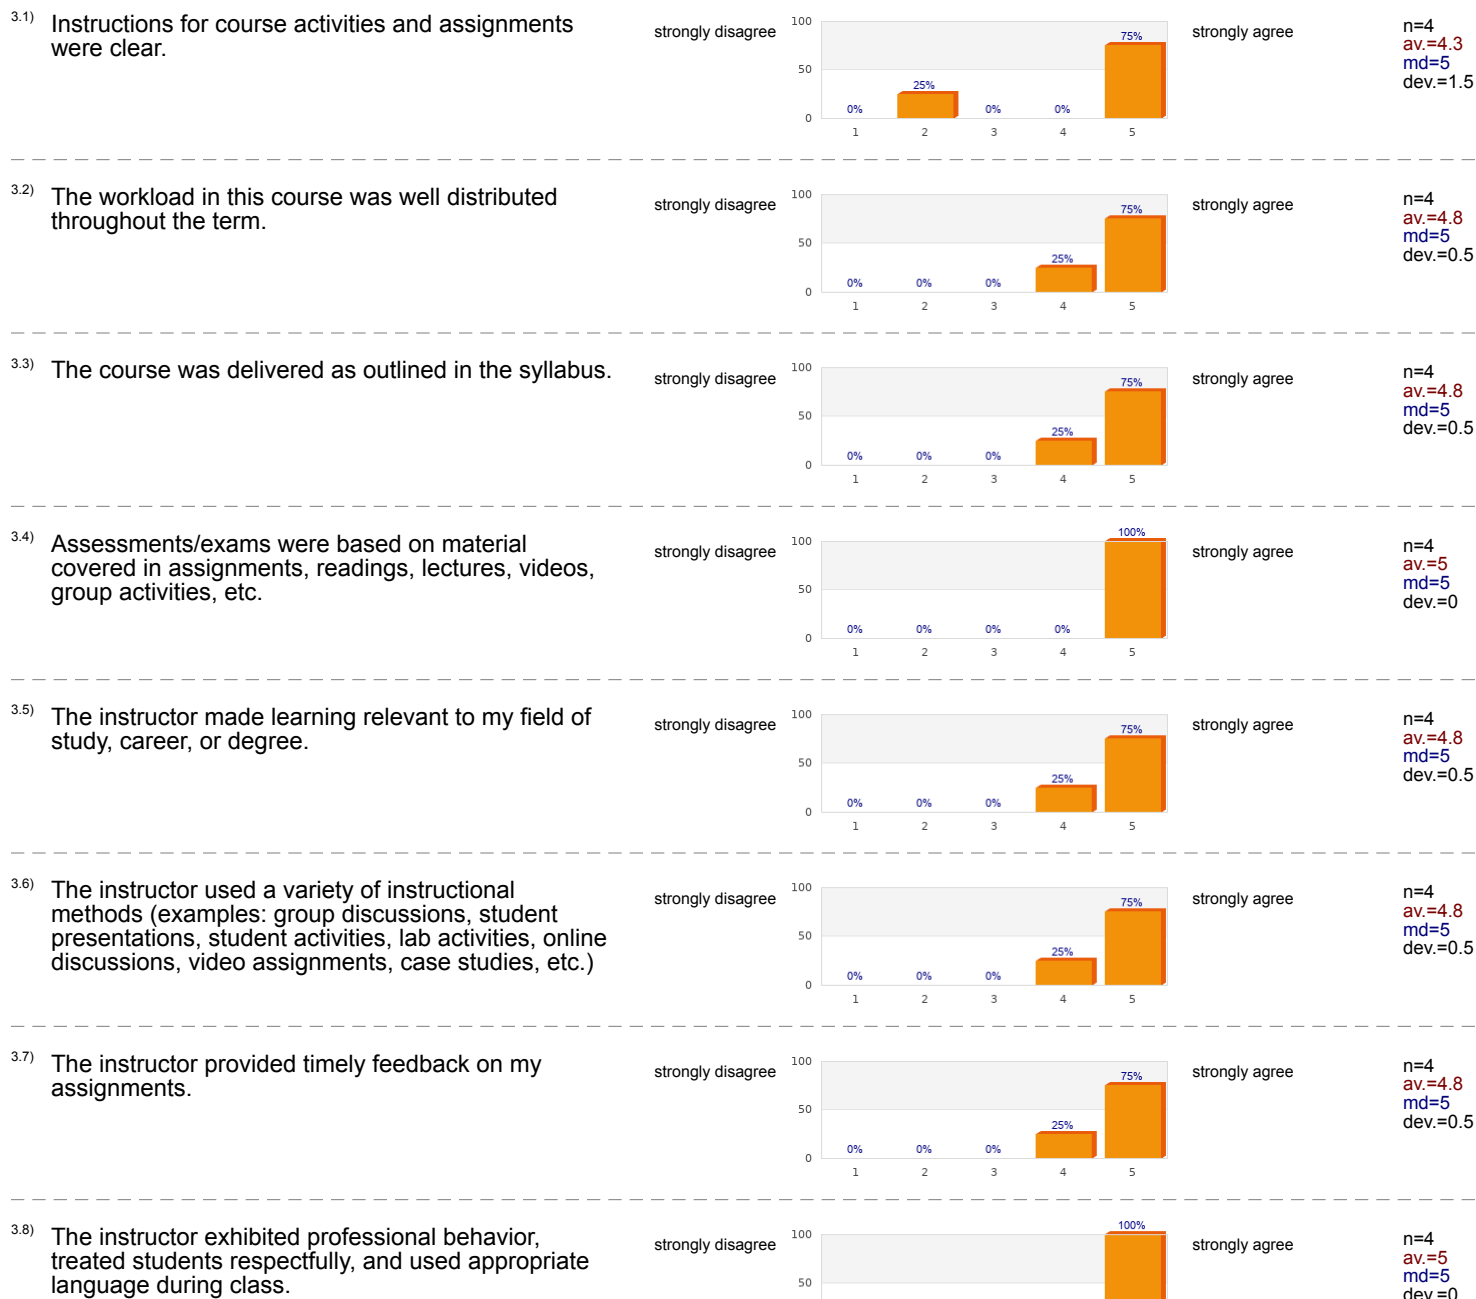 3.1) Instructions for course activities and assignments
were clear.
strongly disagree
100
50
0
0%
25%
0%
0%
75%
1 2 3 4 5
strongly agree
n=4
av.=4.3
md=5
dev.=1.5
3.2) The workload in this course was well distributed
throughout the term.
strongly disagree
100
50
0
0%
0%
0%
25%
75%
1 2 3 4 5
strongly agree
n=4
av.=4.8
md=5
dev.=0.5
3.3) The course was delivered as outlined in the syllabus.
strongly disagree
100
50
0
0%
0%
0%
25%
75%
1 2 3 4 5
strongly agree
n=4
av.=4.8
md=5
dev.=0.5
3.4) Assessments/exams were based on material
covered in assignments, readings, lectures, videos,
group activities, etc.
strongly disagree
100
50
0
0%
0%
0%
0%
100%
1 2 3 4 5
strongly agree
n=4
av.=5
md=5
dev.=0
3.5) The instructor made learning relevant to my field of
study, career, or degree.
strongly disagree
100
50
0
0%
0%
0%
25%
75%
1 2 3 4 5
strongly agree
n=4
av.=4.8
md=5
dev.=0.5
3.6) The instructor used a variety of instructional
methods (examples: group discussions, student
presentations, student activities, lab activities, online
discussions, video assignments, case studies, etc.)
strongly disagree
100
50
0
0%
0%
0%
25%
75%
1 2 3 4 5
strongly agree
n=4
av.=4.8
md=5
dev.=0.5
3.7) The instructor provided timely feedback on my
assignments.
strongly disagree
100
50
0
0%
0%
0%
25%
75%
1 2 3 4 5
strongly agree
n=4
av.=4.8
md=5
dev.=0.5
3.8) The instructor exhibited professional behavior,
treated students respectfully, and used appropriate
language during class.
strongly disagree
100
50
100%
strongly agree
n=4
av.=5
md=5
dev.=0